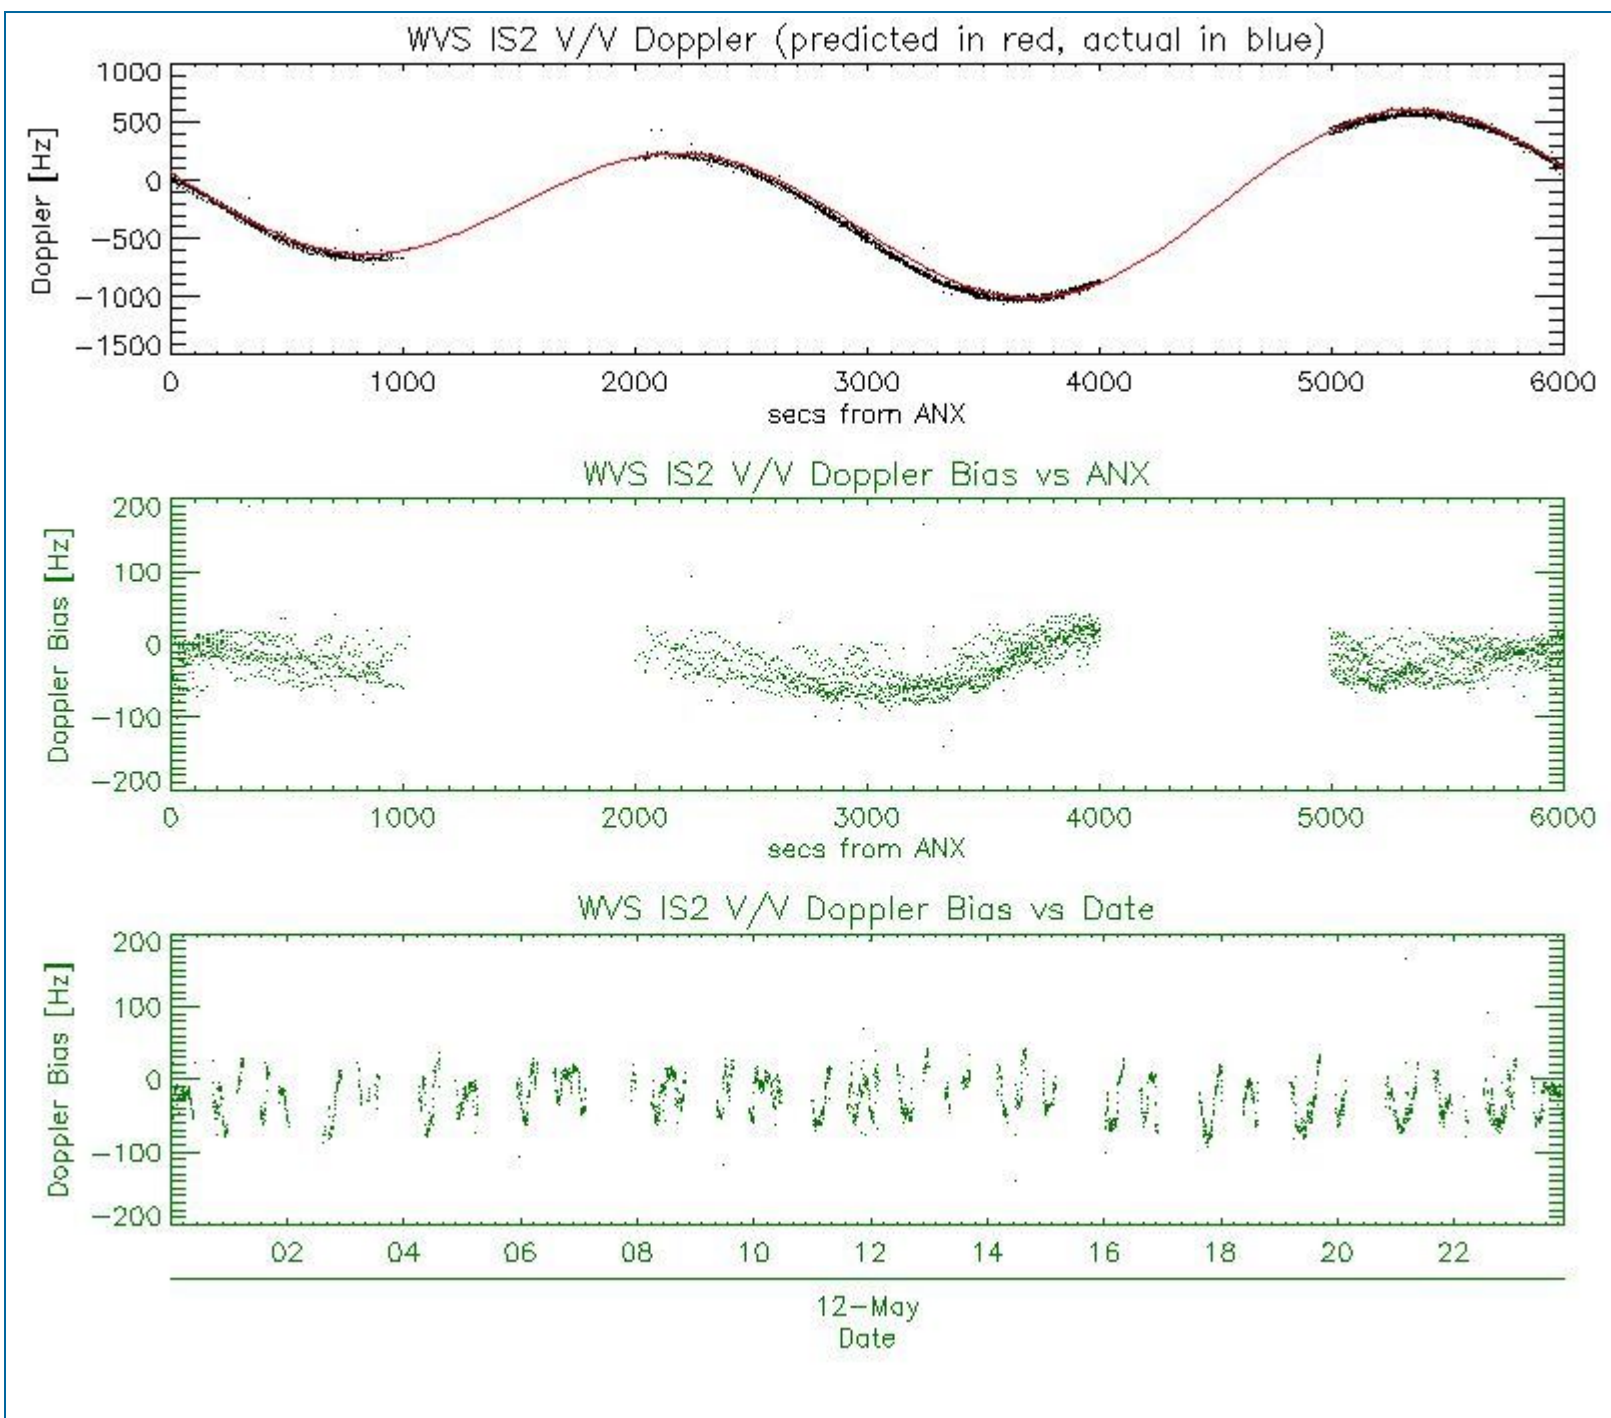 WVS IS2 V/V Doppler (predicted in red, actual in blue)
1000
500
0
−500
−1000
−1500
Doppler [Hz]
0 1000 2000 3000 4000 5000 6000
secs from ANX
WVS IS2 V/V Doppler Bias vs ANX
200
100
0
−100
−200
Doppler Bias [Hz]
0 1000 2000 3000 4000 5000 6000
secs from ANX
WVS IS2 V/V Doppler Bias vs Date
200
100
0
−100
−200
Doppler Bias [Hz]
02 04 06 08 10 12 14 16 18 20 22
12−May
Date